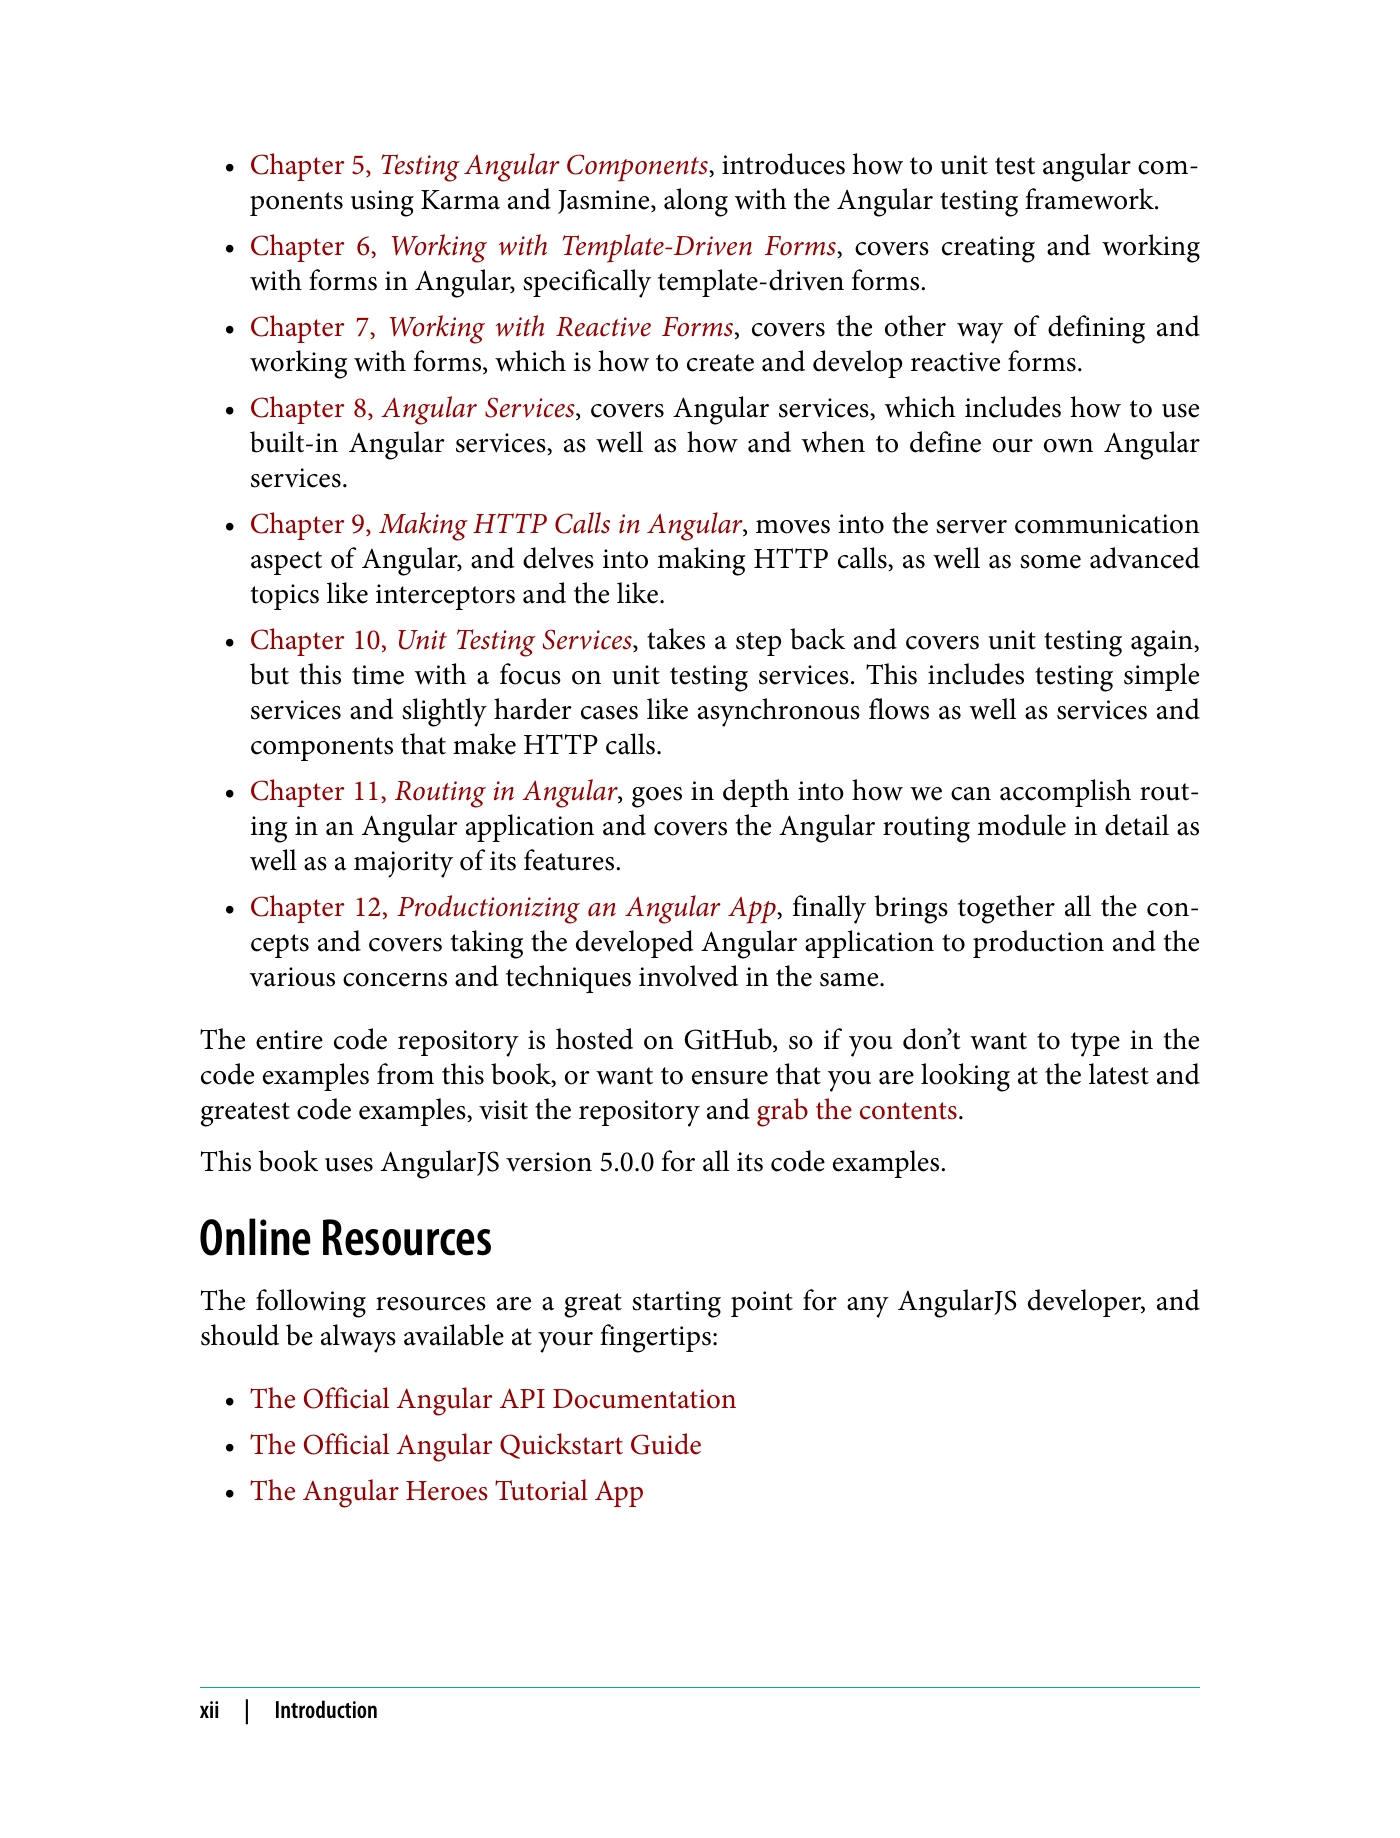 • Chapter 5, Testing Angular Components, introduces how to unit test angular com-
ponents using Karma and Jasmine, along with the Angular testing framework.
• Chapter 6, Working with Template-Driven Forms, covers creating and working
with forms in Angular, specifically template-driven forms.
• Chapter 7, Working with Reactive Forms, covers the other way of defining and
working with forms, which is how to create and develop reactive forms.
• Chapter 8, Angular Services, covers Angular services, which includes how to use
built-in Angular services, as well as how and when to define our own Angular
services.
• Chapter 9, Making HTTP Calls in Angular, moves into the server communication
aspect of Angular, and delves into making HTTP calls, as well as some advanced
topics like interceptors and the like.
• Chapter 10, Unit Testing Services, takes a step back and covers unit testing again,
but this time with a focus on unit testing services. This includes testing simple
services and slightly harder cases like asynchronous flows as well as services and
components that make HTTP calls.
• Chapter 11, Routing in Angular, goes in depth into how we can accomplish rout-
ing in an Angular application and covers the Angular routing module in detail as
well as a majority of its features.
• Chapter 12, Productionizing an Angular App, finally brings together all the con-
cepts and covers taking the developed Angular application to production and the
various concerns and techniques involved in the same.
The entire code repository is hosted on GitHub, so if you don’t want to type in the
code examples from this book, or want to ensure that you are looking at the latest and
greatest code examples, visit the repository and grab the contents.
This book uses AngularJS version 5.0.0 for all its code examples.
Online Resources
The following resources are a great starting point for any AngularJS developer, and
should be always available at your fingertips:
• The Official Angular API Documentation
• The Official Angular Quickstart Guide
• The Angular Heroes Tutorial App
xii | Introduction